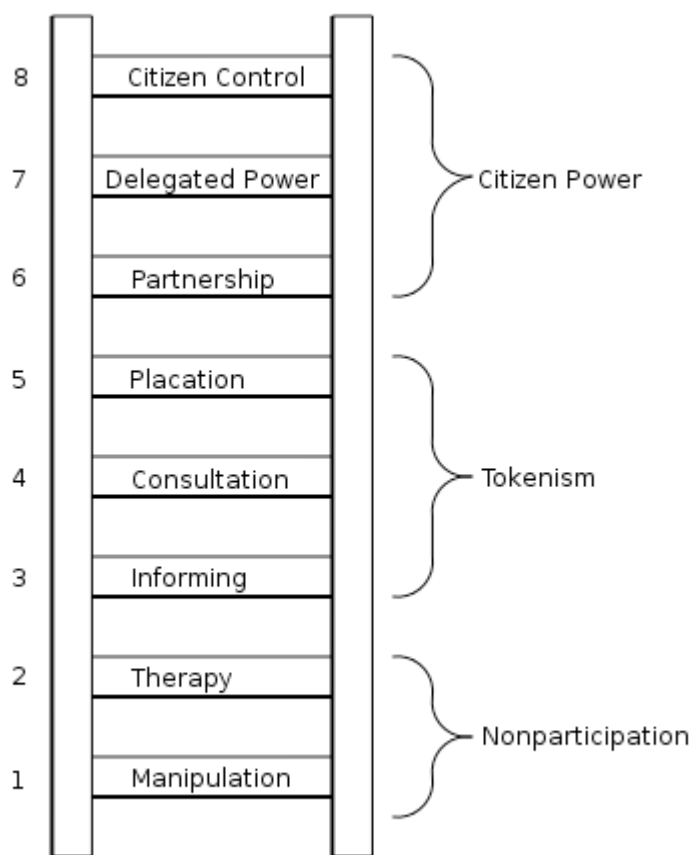 8 Citizen Control
7 Delegated Power Citizen Power
6 Partnership
5 Placation
4 Consultation Tokenism
3 Informing
2 Therapy
Nonparticipation
1 Manipulation